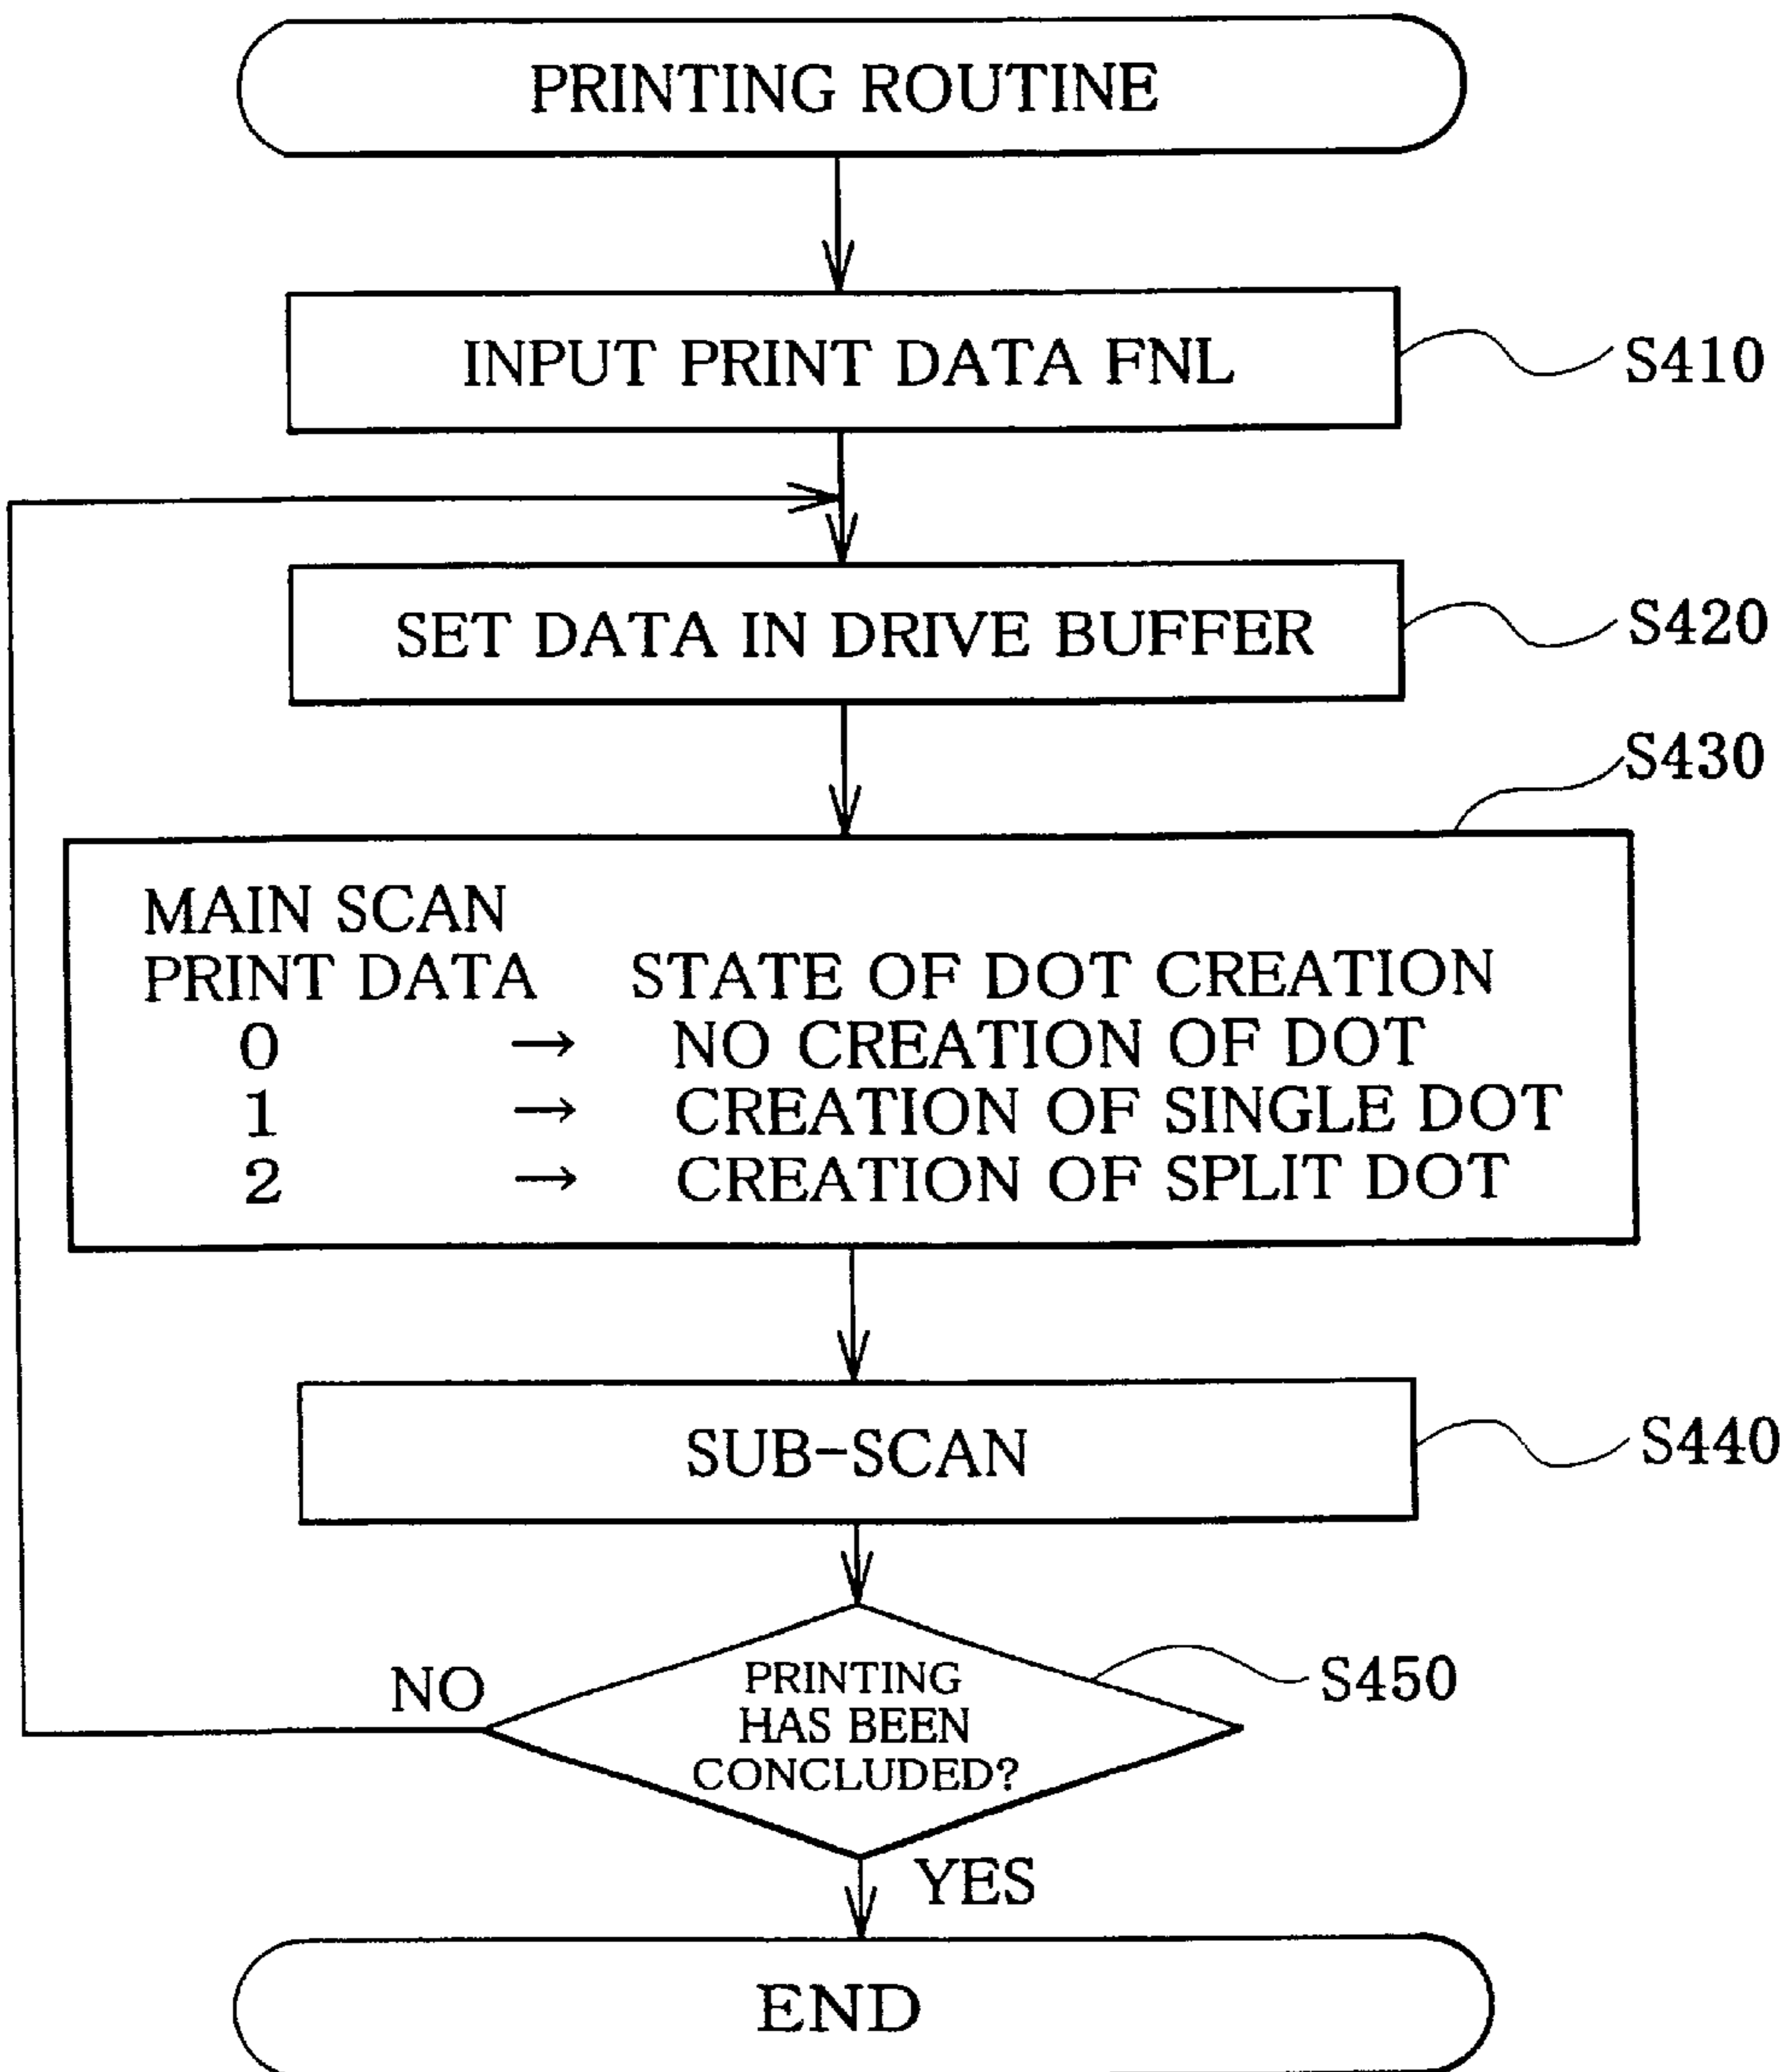 PRINTING ROUTINE
INPUT PRINT DATA FNL
S410
SET DATA IN DRIVE BUFFER
S420
S430
MAIN SCAN
PRINT DATA STATE OF DOT CREATION
0 → NO CREATION OF DOT
1 → CREATION OF SINGLE DOT
2 → CREATION OF SPLIT DOT
SUB-SCAN
S440
NO
PRINTING
HAS BEEN
CONCLUDED?
S450
YES
END